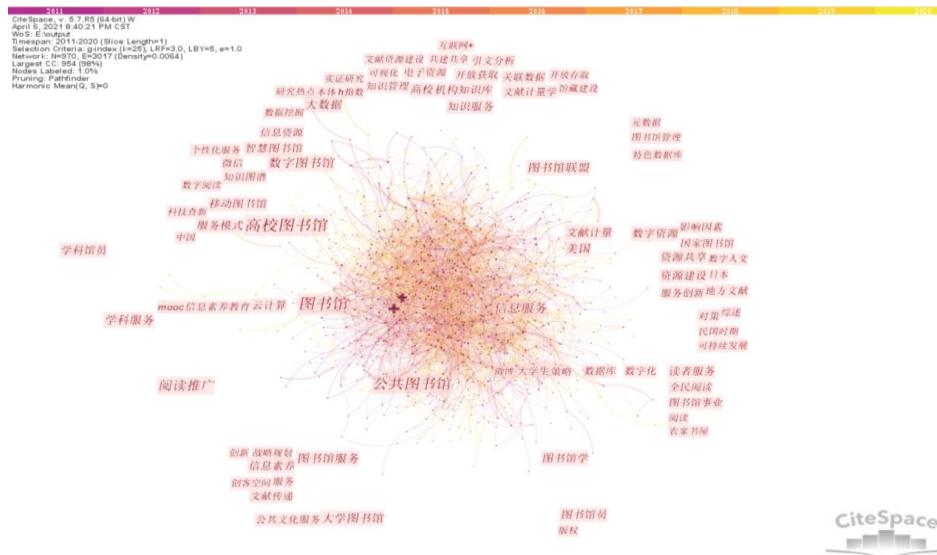 2011 2012 2013 2014 2015 2016 2017 2018 2019 2020
CiteSpace, v. 5.7.R5 (64-bit) W
April 6, 2021 8:40:21 PM CST
WoS: E:\output
Timespan: 2011-2020 (Slice Length=1)
Selection Criteria: g-index (k=25), LRF=3.0, LBY=5, e=1.0
Network: N=970, E=3017 (Density=0.0064)
Largest CC: 954 (98%)
Nodes Labeled: 1.0%
Pruning: Pathfinder
Harmonic Mean(Q, S)=0
互联网+
文献资源建设 共建共享 引文分析
实证研究 可视化 电子资源 开放获取 关联数据 开放存取
研究热点 本体 h指数 知识管理 高校机构知识库 文献计量学 馆藏建设
大数据 知识服务
数据挖掘
信息资源 元数据
个性化服务 智慧图书馆 图书馆管理
微信 数字图书馆 图书馆联盟 特色数据库
知识图谱
数字阅读
移动图书馆
科技查新
服务模式 高校图书馆 文献计量 数字资源 影响因素
中国 美国 国家图书馆
学科馆员 资源共享 数字人文
资源建设 日本
服务创新 地方文献
mooc 信息素养教育 云计算 图书馆 信息服务
学科服务 对策 综述
民国时期
可持续发展
微博 大学生 策略 数据库 数字化 读者服务
阅读推广 公共图书馆 全民阅读
图书馆事业
阅读
农家书屋
创新 战略规划 图书馆服务 图书馆学
信息素养
创客空间 服务
文献传递
公共文化服务 大学图书馆 图书馆员
版权
CiteSpace